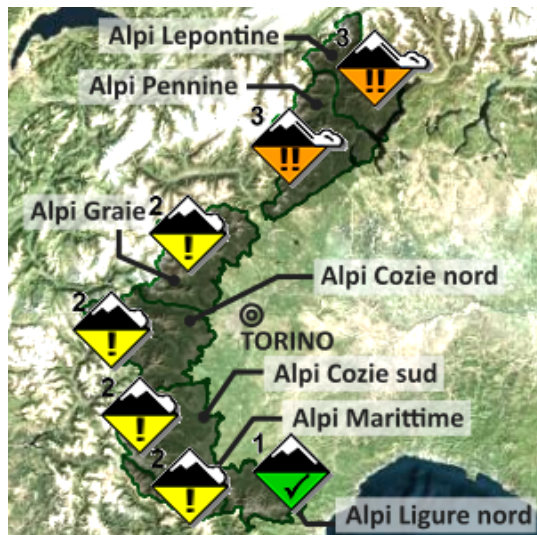 Alpi Lepontine
3
!!
Alpi Pennine
3
!!
Alpi Graie
2
!
Alpi Cozie nord
2
!
TORINO
Alpi Cozie sud
2
!
Alpi Marittime
2
!
1
Alpi Ligure nord